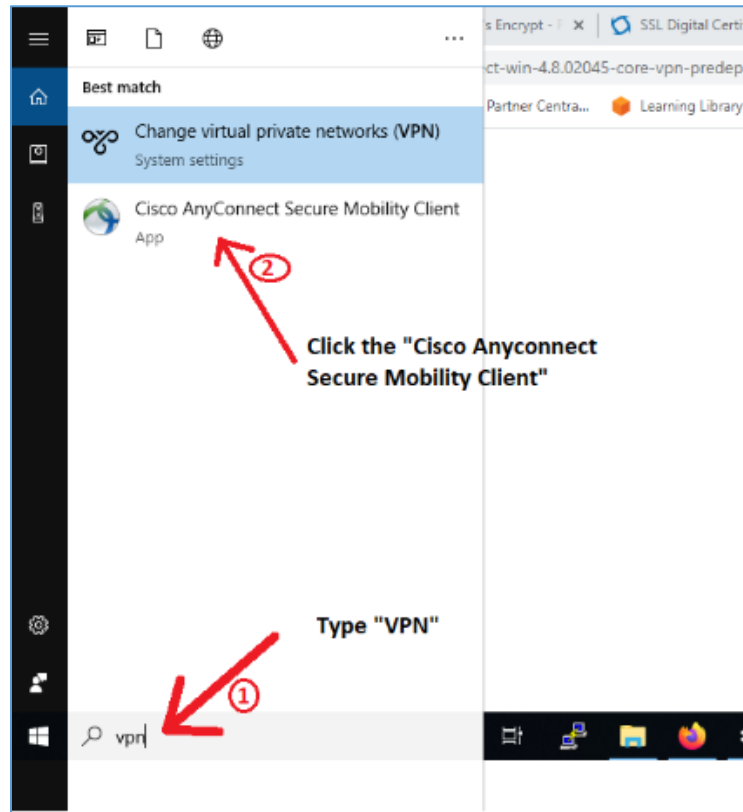 's Encrypt - F
SSL Digital Certi
...
ct-win-4.8.02045-core-vpn-predep
Best match
Partner Centra...
Learning Library
Change virtual private networks (VPN)
System settings
Cisco AnyConnect Secure Mobility Client
App
2
Click the "Cisco Anyconnect
Secure Mobility Client"
Type "VPN"
1
vpn